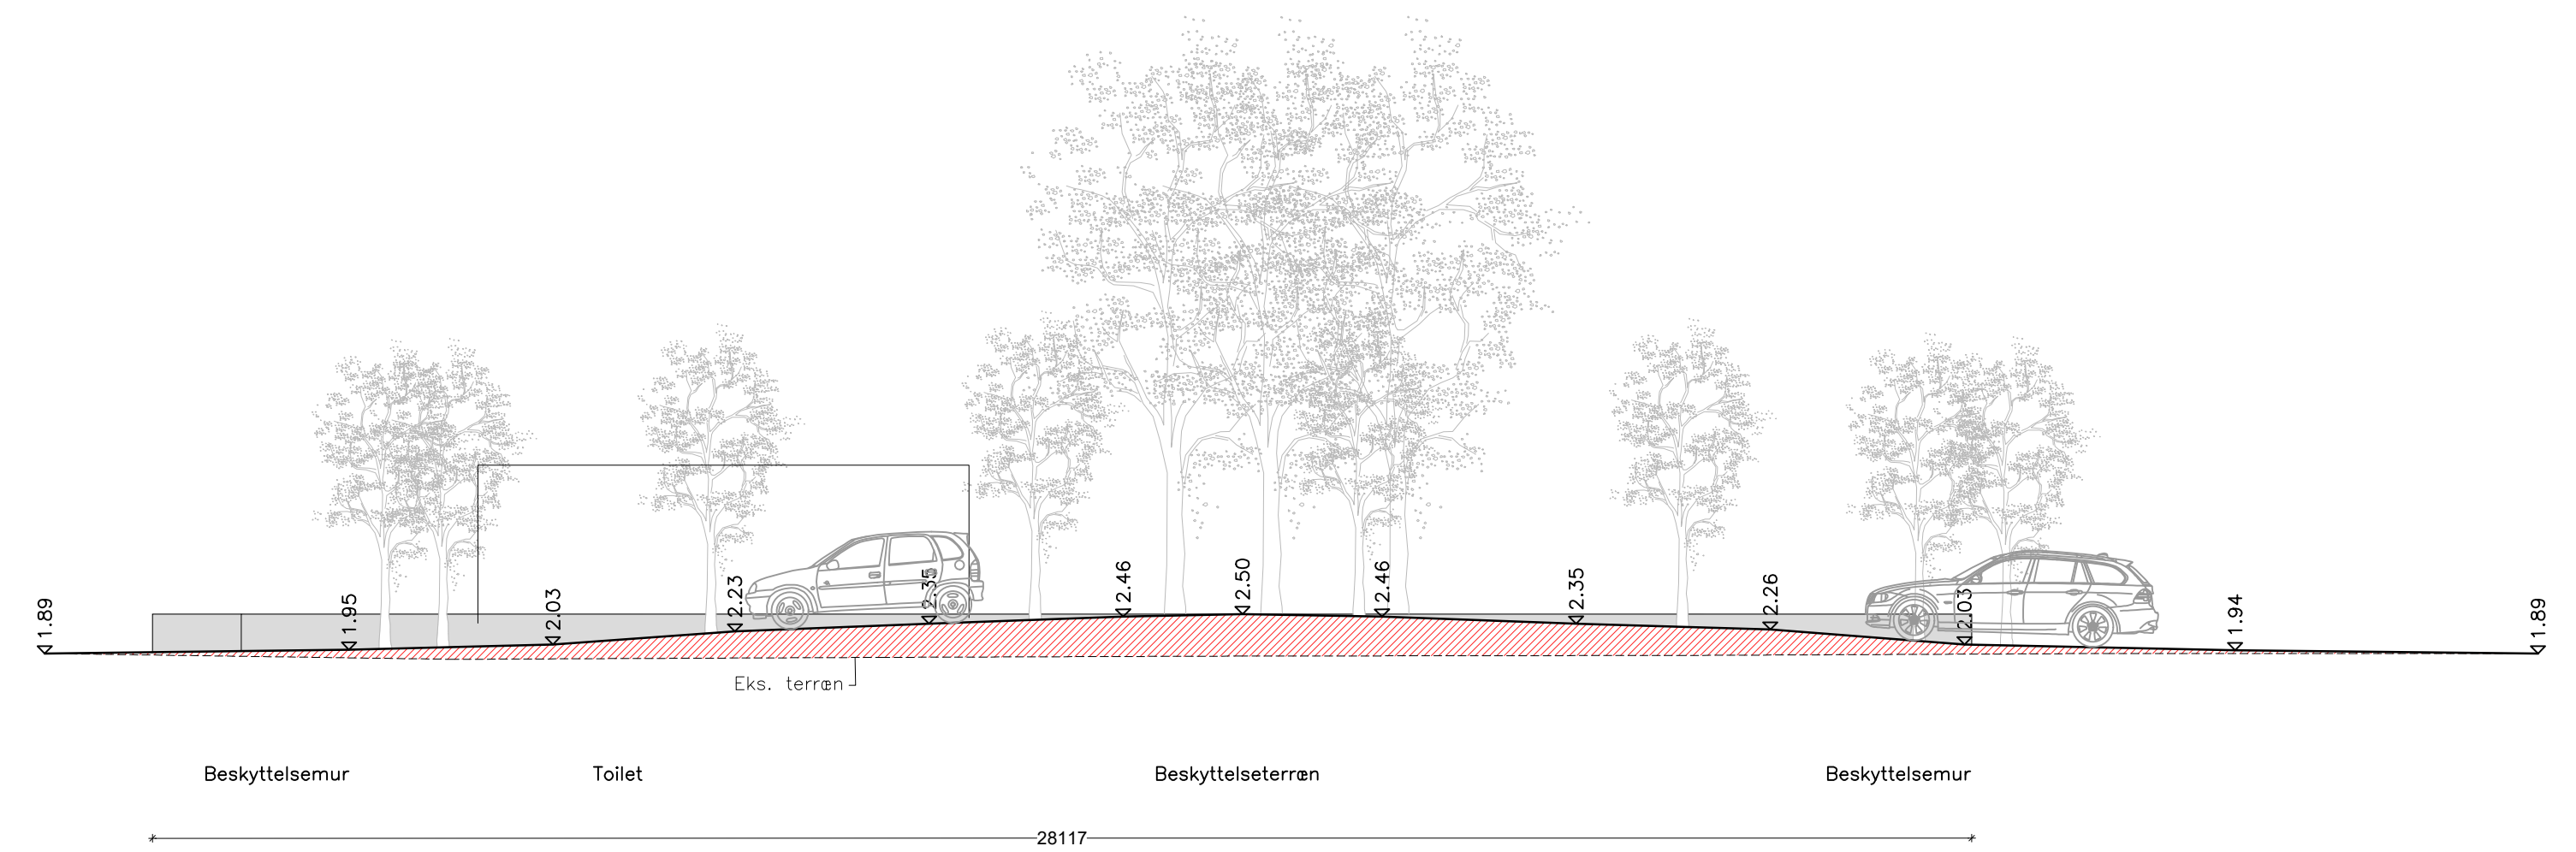 1.89
1.95
2.03
2.23
2.35
2.46
2.50
2.46
2.35
2.26
2.03
1.94
1.89
Eks. terræn
Beskyttelsemur
Toilet
Beskyttelseterræn
Beskyttelsemur
28117